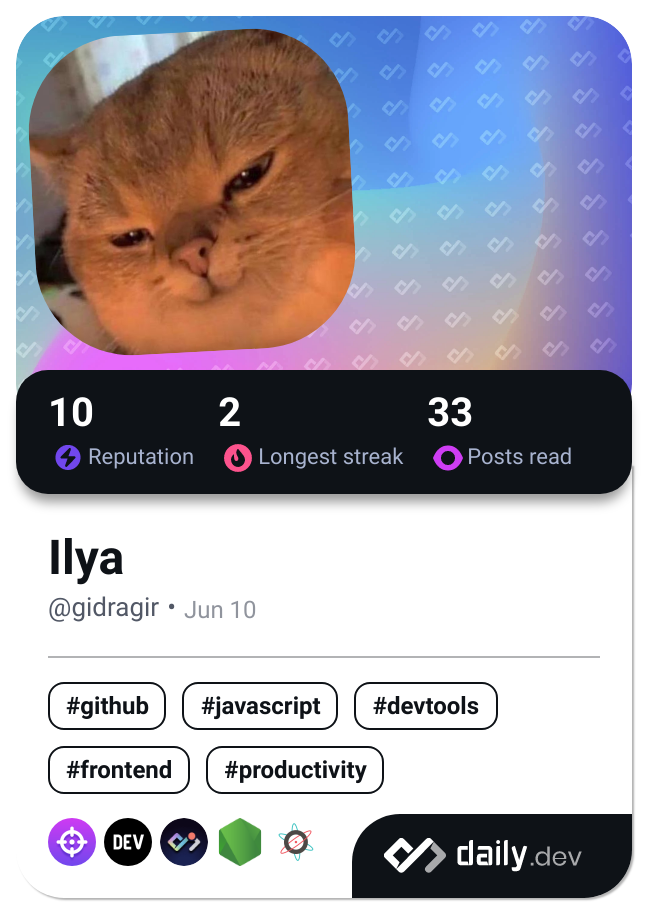 10 2 33
Reputation Longest streak Posts read
Ilya
@gidragir • Jun 10
#github #javascript #devtools
#frontend #productivity
DEV daily.dev